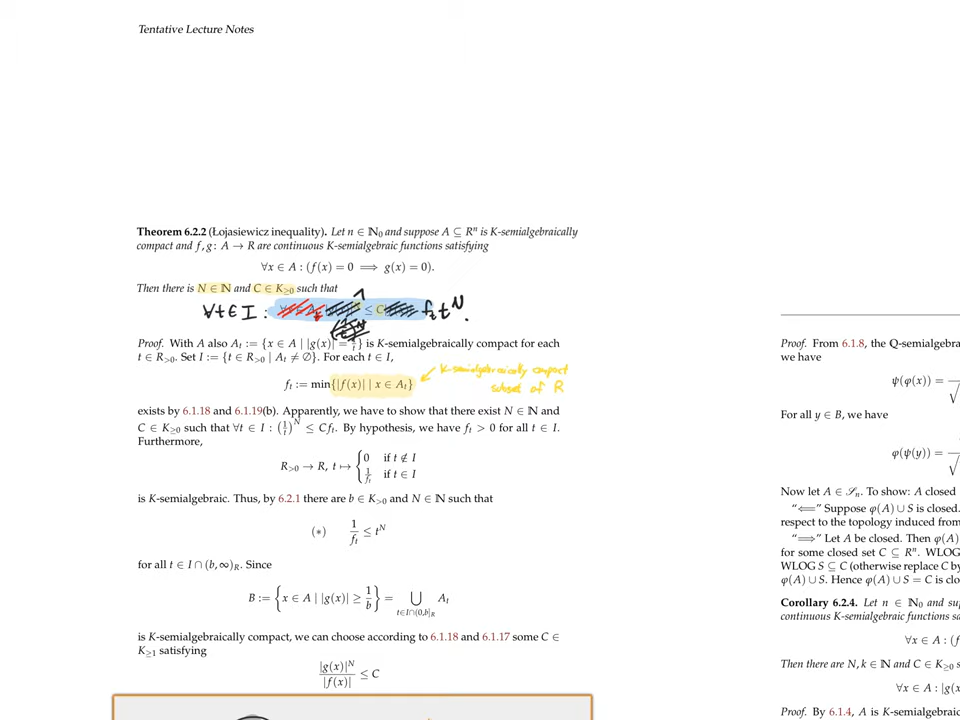 Tentative Lecture Notes
Theorem 6.2.2 (Łojasiewicz inequality). Let n ∈ ℕ₀ and suppose A ⊆ Rⁿ is K-semialgebraically
compact and f, g : A → R are continuous K-semialgebraic functions satisfying
∀x ∈ A : (f(x) = 0 ⟹ g(x) = 0).
Then there is N ∈ ℕ and C ∈ K≥0 such that
∀t ∈ I : 1 ≤ C f_t t^N.
Proof. With A also A_t := {x ∈ A | |g(x)| = 1/t} is K-semialgebraically compact for each
t ∈ R>0. Set I := {t ∈ R>0 | A_t ≠ ∅}. For each t ∈ I,
f_t := min{|f(x)| | x ∈ A_t}
K-semialgebraically compact
subset of R
exists by 6.1.18 and 6.1.19(b). Apparently, we have to show that there exist N ∈ ℕ and
C ∈ K≥0 such that ∀t ∈ I : (1/t)^N ≤ C f_t. By hypothesis, we have f_t > 0 for all t ∈ I.
Furthermore,
R>0 → R, t ↦ { 0 if t ∉ I
1/f_t if t ∈ I
is K-semialgebraic. Thus, by 6.2.1 there are b ∈ K>0 and N ∈ ℕ such that
(∗) 1/f_t ≤ t^N
for all t ∈ I ∩ (b, ∞)_R. Since
B := {x ∈ A | |g(x)| ≥ 1/b} = ⋃_{t∈I∩(0,b]_R} A_t
is K-semialgebraically compact, we can choose according to 6.1.18 and 6.1.17 some C ∈
K≥1 satisfying
|g(x)|^N / |f(x)| ≤ C
Proof. From 6.1.8, the Q-semialgebra
we have
ψ(φ(x) =
For all y ∈ B, we have
φ(ψ(y)) =
Now let A ∈ 𝒮_n. To show: A closed
"⟸" Suppose φ(A) ∪ S is closed.
respect to the topology induced from
"⟹" Let A be closed. Then φ(A)
for some closed set C ⊆ Rⁿ. WLOG
WLOG S ⊆ C (otherwise replace C by
φ(A) ∪ S. Hence φ(A) ∪ S = C is clo
Corollary 6.2.4. Let n ∈ ℕ₀ and su
continuous K-semialgebraic functions sa
∀x ∈ A : (f
Then there are N, k ∈ ℕ and C ∈ K≥0 s
∀x ∈ A : |g(
Proof. By 6.1.4, A is K-semialgebraic